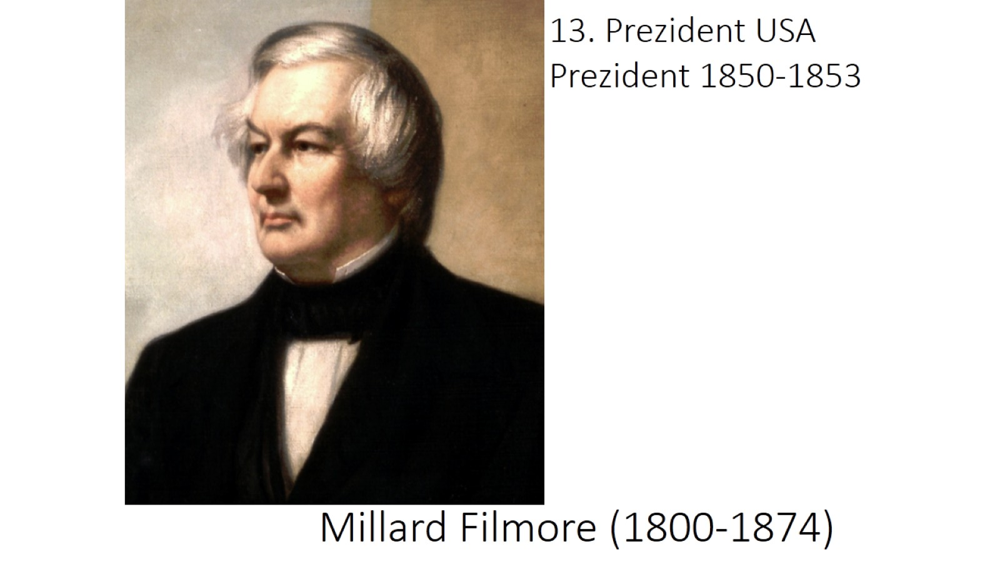 13. Prezident USA
Prezident 1850-1853
Millard Filmore (1800-1874)